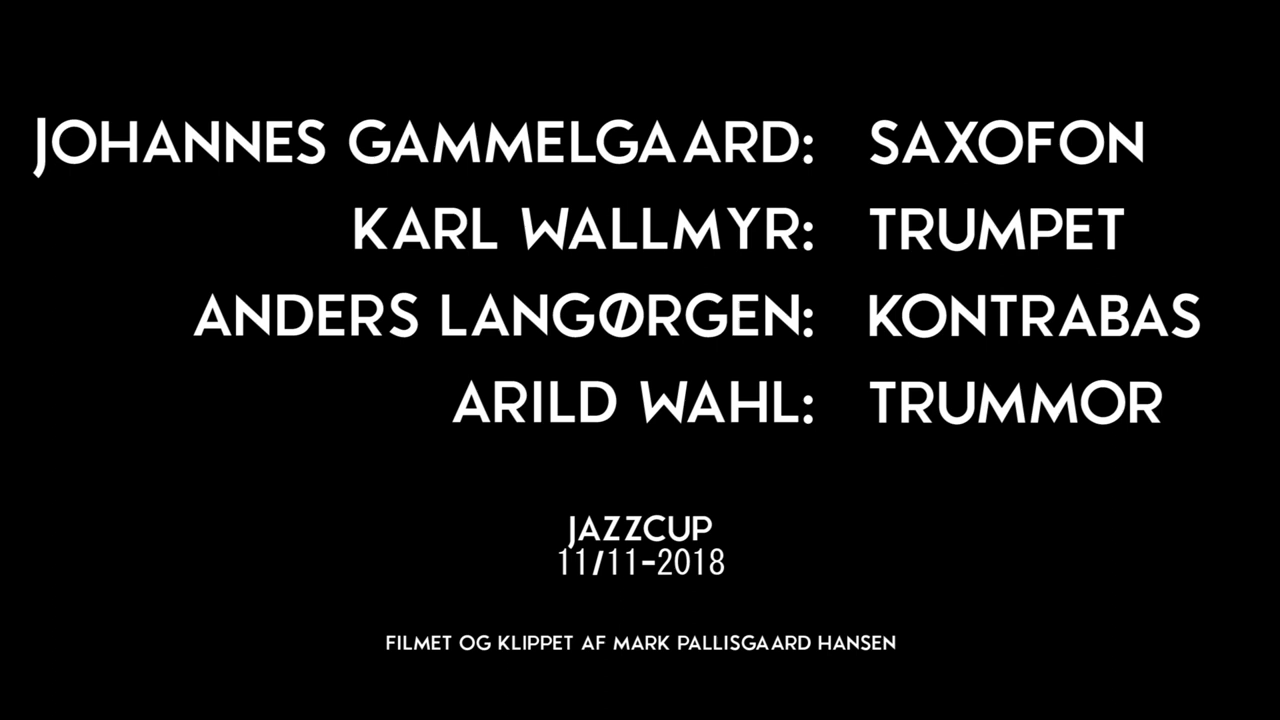 JOHANNES GAMMELGAARD: SAXOFON
KARL WALLMYR: TRUMPET
ANDERS LANGØRGEN: KONTRABAS
ARILD WAHL: TRUMMOR
JAZZCUP
11/11-2018
FILMET OG KLIPPET AF MARK PALLISGAARD HANSEN